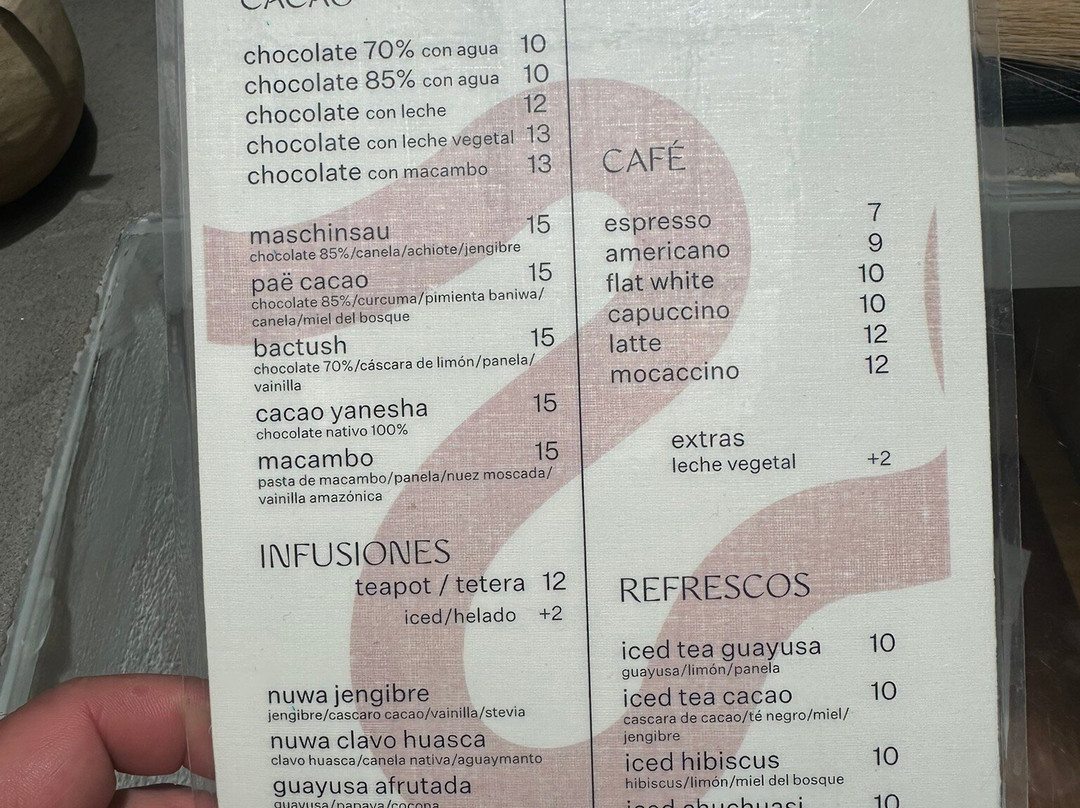 CACAO
chocolate 70% con agua 10
chocolate 85% con agua 10
chocolate con leche 12
chocolate con leche vegetal 13
chocolate con macambo 13
maschinsau 15
chocolate 85%/canela/achiote/jengibre
paë cacao 15
chocolate 85%/curcuma/pimienta baniwa/
canela/miel del bosque
bactush 15
chocolate 70%/cáscara de limón/panela/
vainilla
cacao yanesha 15
chocolate nativo 100%
macambo 15
pasta de macambo/panela/nuez moscada/
vainilla amazónica
INFUSIONES
teapot / tetera 12
iced/helado +2
nuwa jengibre
jengibre/cascaro cacao/vainilla/stevia
nuwa clavo huasca
clavo huasca/canela nativa/aguaymanto
guayusa afrutada
guayusa/papaya/cocona
CAFÉ
espresso 7
americano 9
flat white 10
capuccino 10
latte 12
mocaccino 12
extras
leche vegetal +2
REFRESCOS
iced tea guayusa 10
guayusa/limón/panela
iced tea cacao 10
cascara de cacao/té negro/miel/
jengibre
iced hibiscus 10
hibiscus/limón/miel del bosque
iced chuchuasi 10